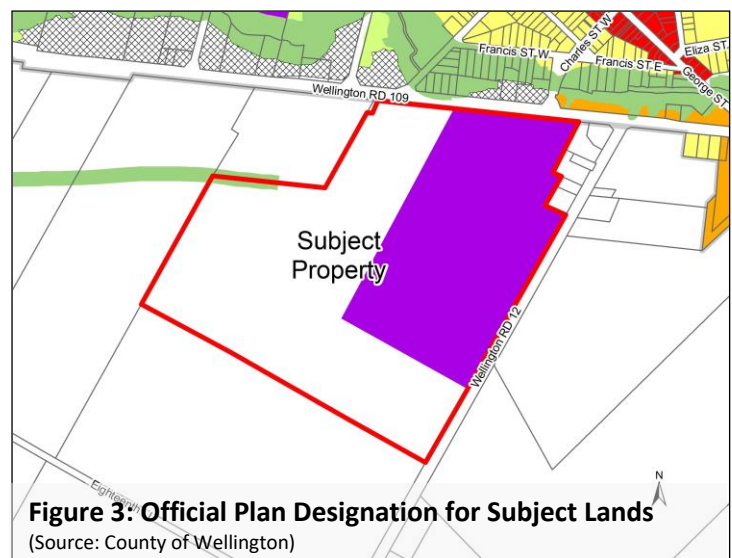 Francis ST W
Charles ST W
Francis ST E
Eliza ST
George ST
Wellington RD 109
Subject
Property
Wellington RD 12
N
Eighteenth
Figure 3: Official Plan Designation for Subject Lands
(Source: County of Wellington)